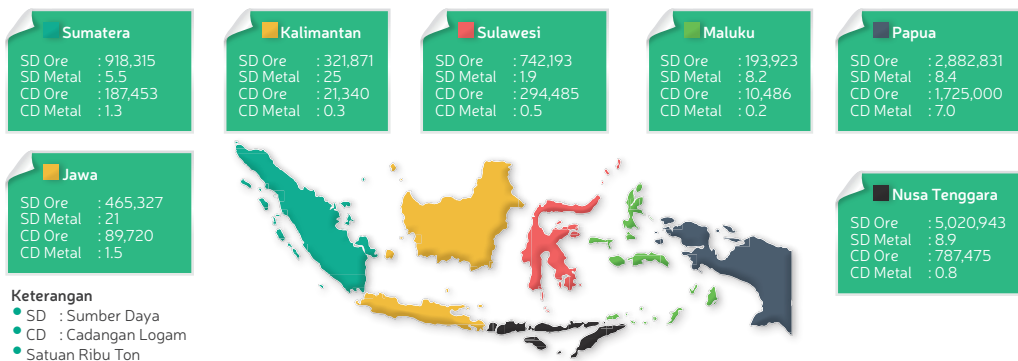 Sumatera
SD Ore : 918,315
SD Metal : 5.5
CD Ore : 187,453
CD Metal : 1.3
Kalimantan
SD Ore : 321,871
SD Metal : 25
CD Ore : 21,340
CD Metal : 0.3
Sulawesi
SD Ore : 742,193
SD Metal : 1.9
CD Ore : 294,485
CD Metal : 0.5
Maluku
SD Ore : 193,923
SD Metal : 8.2
CD Ore : 10,486
CD Metal : 0.2
Papua
SD Ore : 2,882,831
SD Metal : 8.4
CD Ore : 1,725,000
CD Metal : 7.0
Jawa
SD Ore : 465,327
SD Metal : 21
CD Ore : 89,720
CD Metal : 1.5
Nusa Tenggara
SD Ore : 5,020,943
SD Metal : 8.9
CD Ore : 787,475
CD Metal : 0.8
Keterangan
• SD : Sumber Daya
• CD : Cadangan Logam
• Satuan Ribu Ton